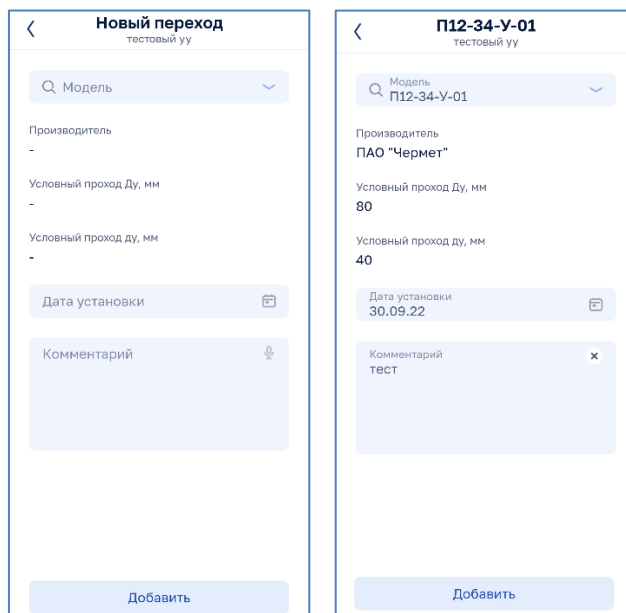 Новый переход
тестовый уу
Модель
Производитель
-
Условный проход Ду, мм
-
Условный проход ду, мм
-
Дата установки
Комментарий
Добавить
П12-34-У-01
тестовый уу
Модель
П12-34-У-01
Производитель
ПАО "Чермет"
Условный проход Ду, мм
80
Условный проход ду, мм
40
Дата установки
30.09.22
Комментарий
тест
Добавить